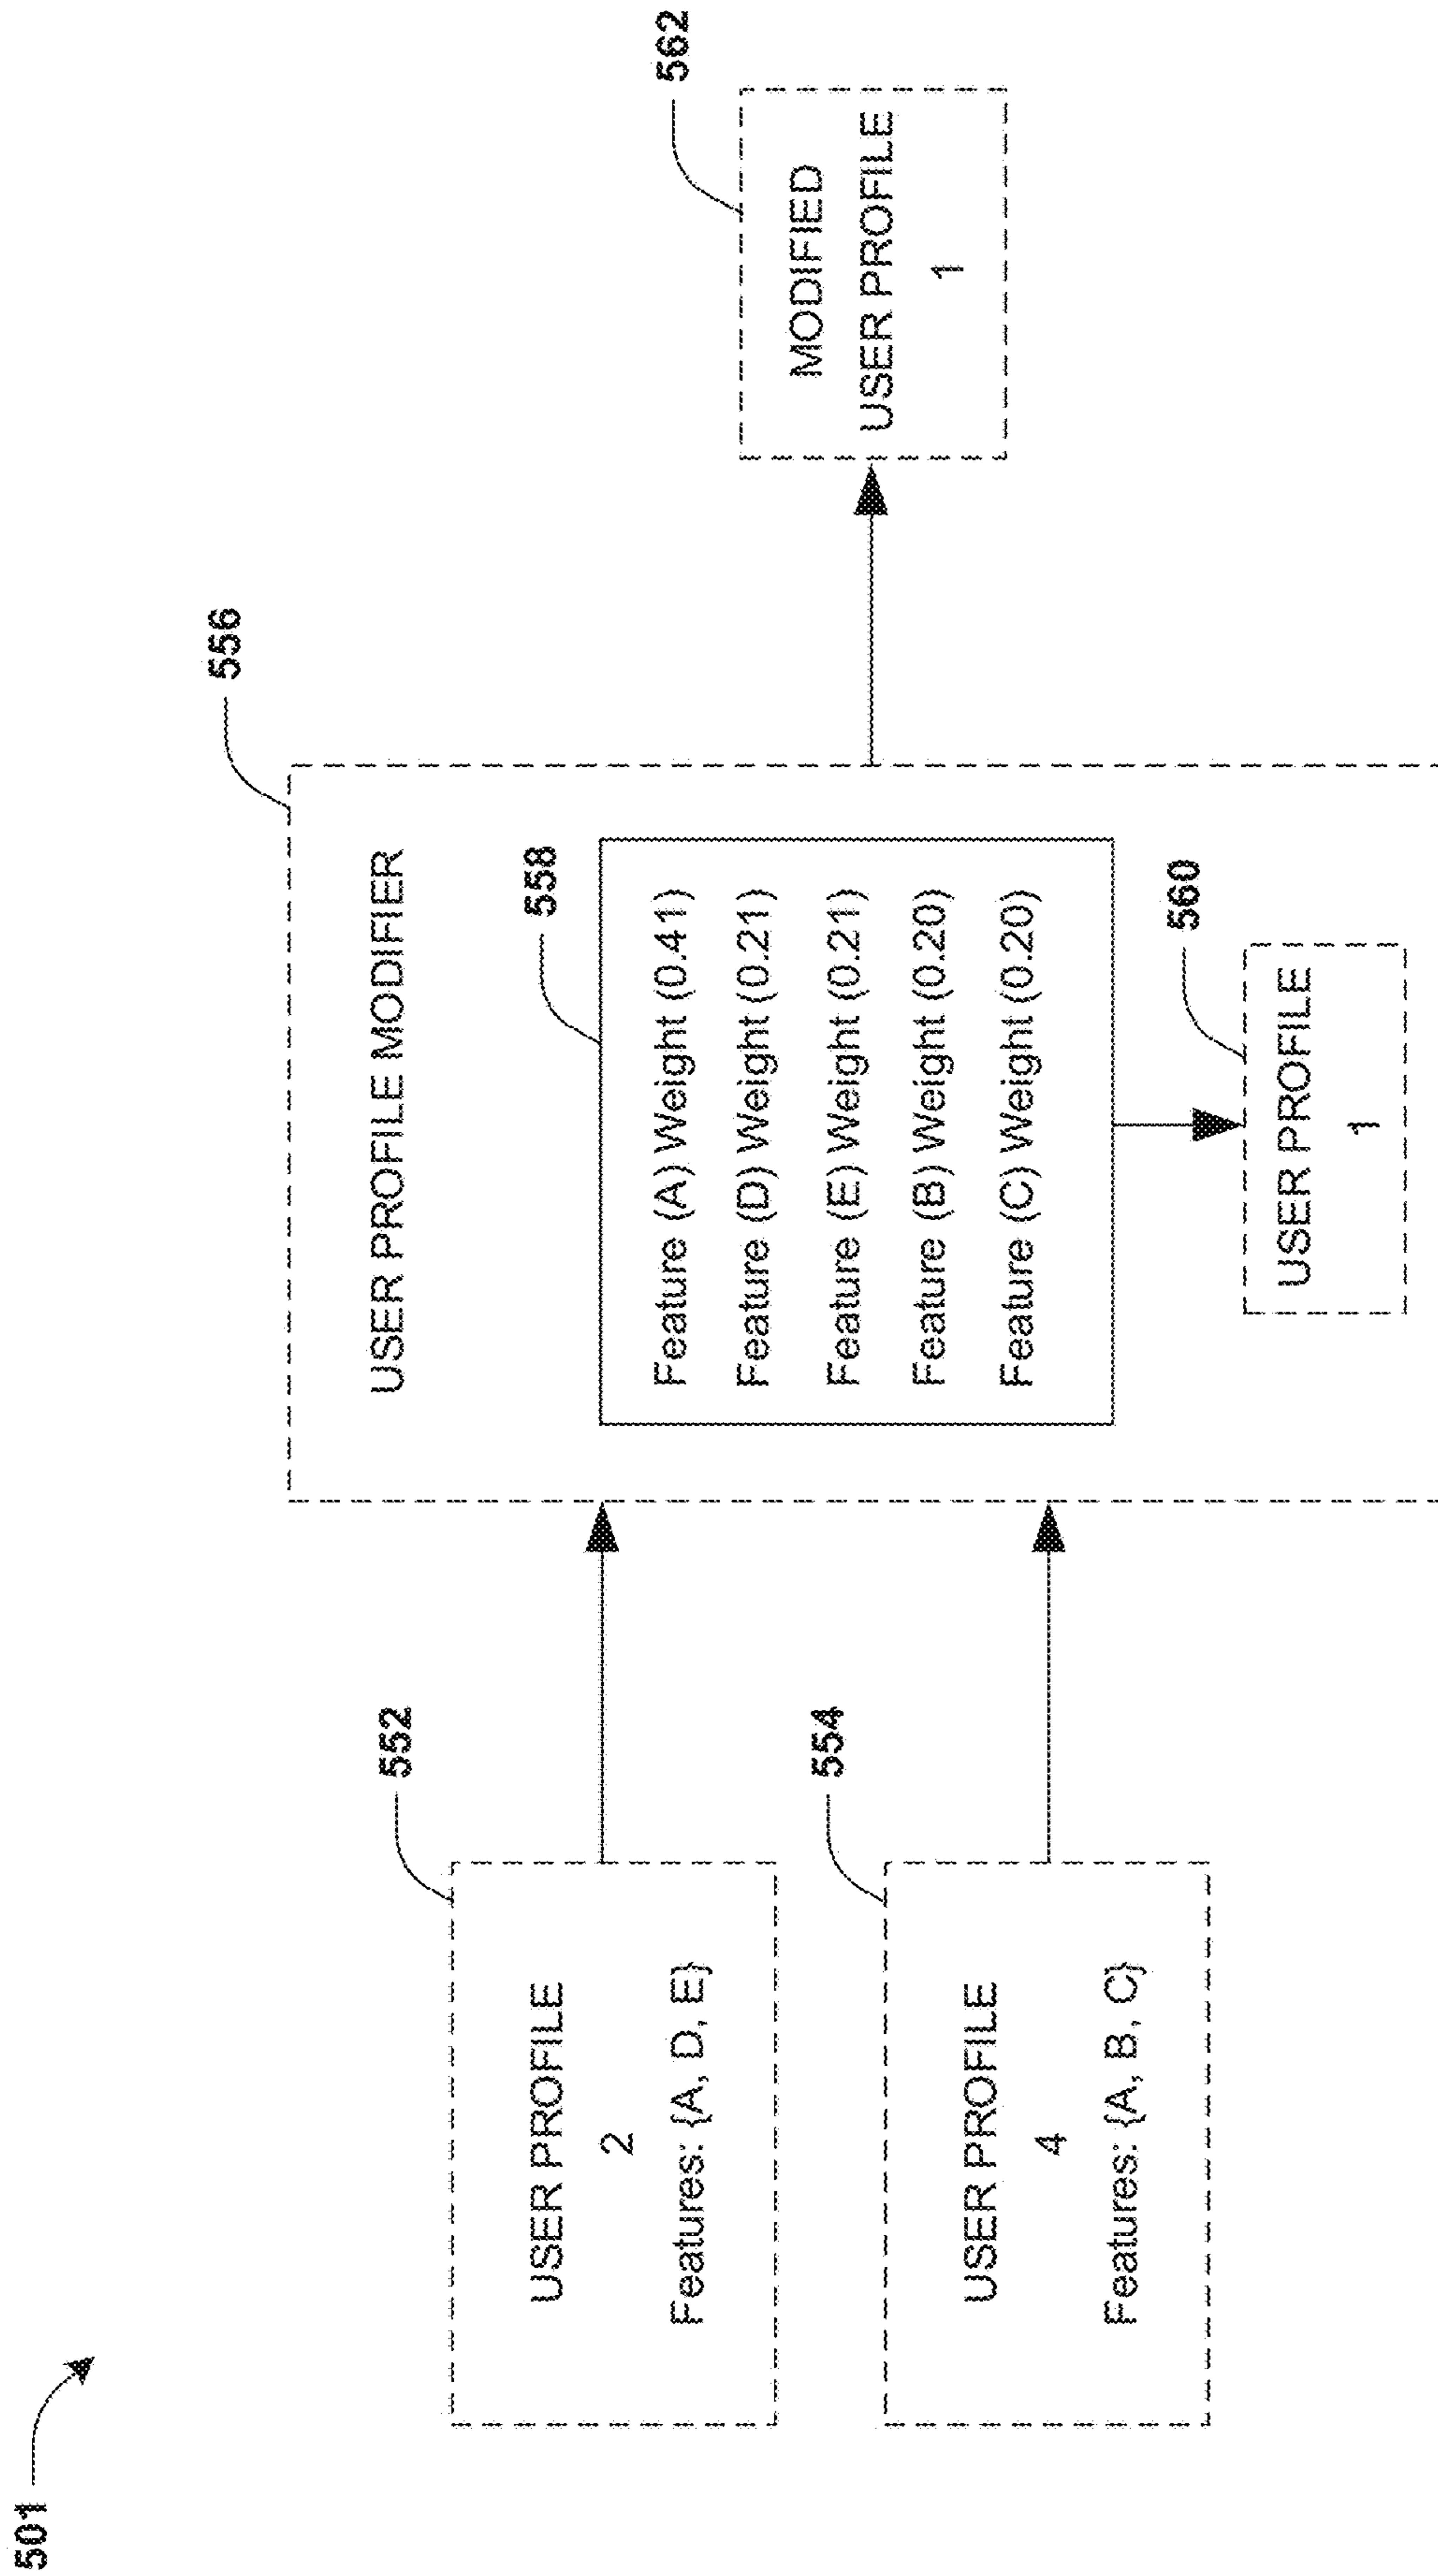 501
552
USER PROFILE
2
Features: {A, D, E}
554
USER PROFILE
4
Features: {A, B, C}
556
USER PROFILE MODIFIER
558
Feature (A) Weight (0.41)
Feature (D) Weight (0.21)
Feature (E) Weight (0.21)
Feature (B) Weight (0.20)
Feature (C) Weight (0.20)
560
USER PROFILE
1
562
MODIFIED
USER PROFILE
1